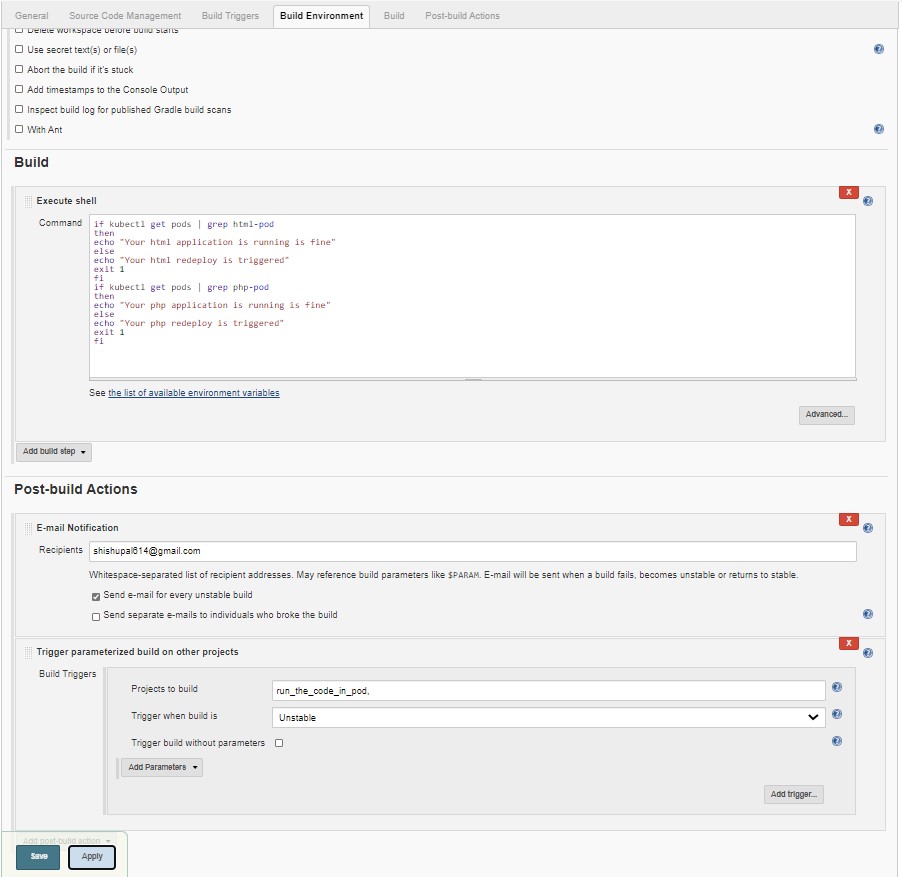 General Source Code Management Build Triggers Build Environment Build Post-build Actions
Delete workspace before build starts
Use secret text(s) or file(s)
Abort the build if it's stuck
Add timestamps to the Console Output
Inspect build log for published Gradle build scans
With Ant
Build
X
Execute shell
Command
if kubectl get pods | grep html-pod
then
echo "Your html application is running is fine"
else
echo "Your html redeploy is triggered"
exit 1
fi
if kubectl get pods | grep php-pod
then
echo "Your php application is running is fine"
else
echo "Your php redeploy is triggered"
exit 1
fi
See the list of available environment variables
Advanced...
Add build step
Post-build Actions
X
E-mail Notification
Recipients shishupal614@gmail.com
Whitespace-separated list of recipient addresses. May reference build parameters like $PARAM. E-mail will be sent when a build fails, becomes unstable or returns to stable.
Send e-mail for every unstable build
Send separate e-mails to individuals who broke the build
X
Trigger parameterized build on other projects
Build Triggers
Projects to build run_the_code_in_pod,
Trigger when build is Unstable
Trigger build without parameters
Add Parameters
Add trigger...
Add post-build action
Save Apply